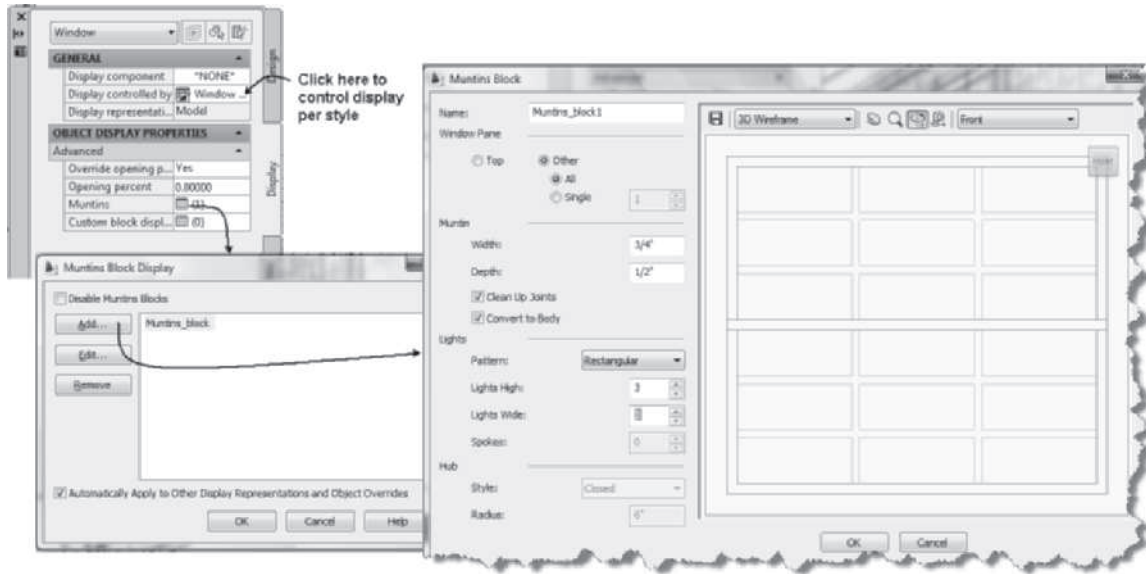 Window
GENERAL
Display component *NONE*
Display controlled by Window ...
Display representati... Model
OBJECT DISPLAY PROPERTIES
Advanced
Override opening p... Yes
Opening percent 0.00000
Muntins (1)
Custom block displ... (0)
Design
Display
Click here to
control display
per style
Muntins Block Display
Disable Muntins Blocks
Add...
Muntins_block
Edit...
Remove
Automatically Apply to Other Display Representations and Object Overrides
OK Cancel Help
Muntins Block
Name: Muntins_block1
Window Pane
Top Other
All
Single 1
Muntin
Width: 3/4"
Depth: 1/2"
Clean Up Joints
Convert to Body
Lights
Pattern: Rectangular
Lights High: 3
Lights Wide:
Spokes: 0
Hub
Style: Closed
Radius: 6"
3D Wireframe
Front
OK Cancel